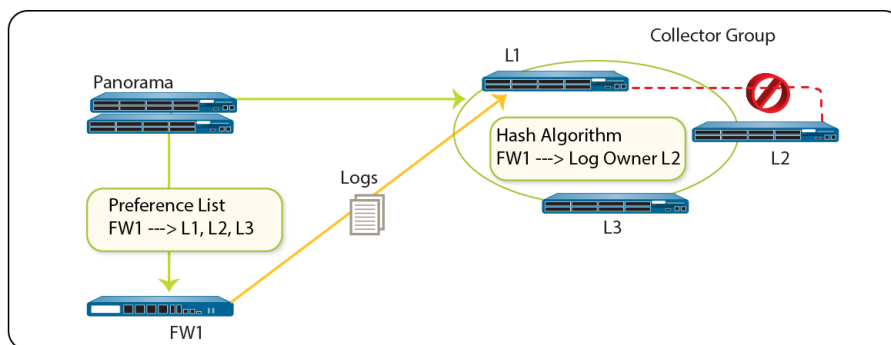 Collector Group
L1
Panorama
Hash Algorithm
FW1 ---> Log Owner L2
L2
Logs
Preference List
FW1 ---> L1, L2, L3
L3
FW1